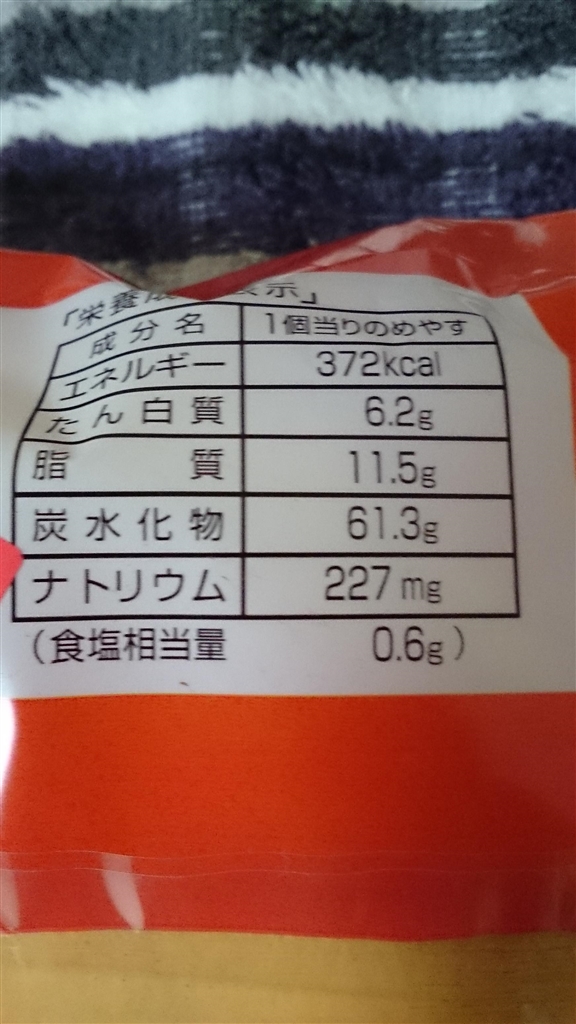 「栄養成分表示」
成分名 1個当りのめやす
エネルギー 372kcal
たん白質 6.2g
脂質 11.5g
炭水化物 61.3g
ナトリウム 227mg
(食塩相当量 0.6g)